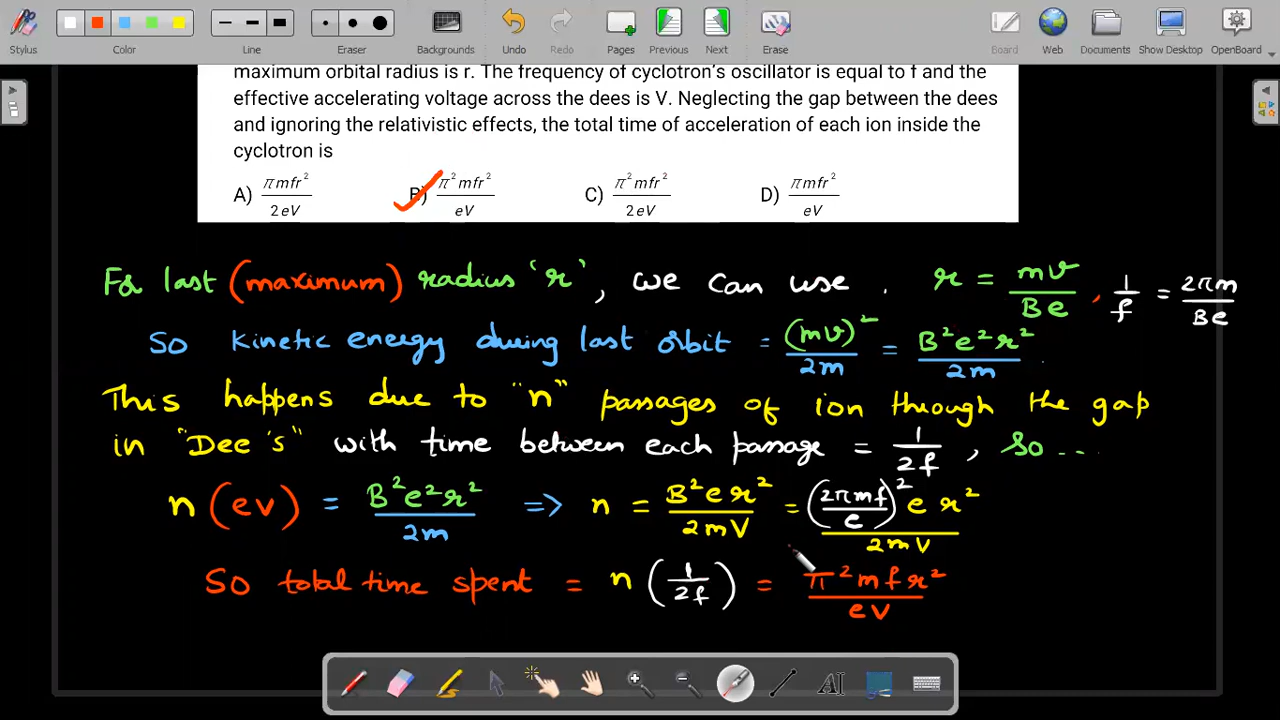 Stylus Color Line Eraser Backgrounds Undo Redo Pages Previous Next Erase Board Web Documents Show Desktop OpenBoard
maximum orbital radius is r. The frequency of cyclotron's oscillator is equal to f and the
effective accelerating voltage across the dees is V. Neglecting the gap between the dees
and ignoring the relativistic effects, the total time of acceleration of each ion inside the
cyclotron is
A) πmfr²/2eV B) π²mfr²/eV C) π²mfr²/2eV D) πmfr²/eV
For last (maximum) radius 'r', we can use. r = mv/Be, 1/f = 2πm/Be
So kinetic energy during last orbit = (mv)²/2m = B²e²r²/2m.
This happens due to "n" passages of ion through the gap
in "Dee's" with time between each passage = 1/2f, So ...
n (ev) = B²e²r²/2m => n = B²er²/2mV = (2πmf/e)² e r²/2mV
So total time spent = n (1/2f) = π²mfr²/eV